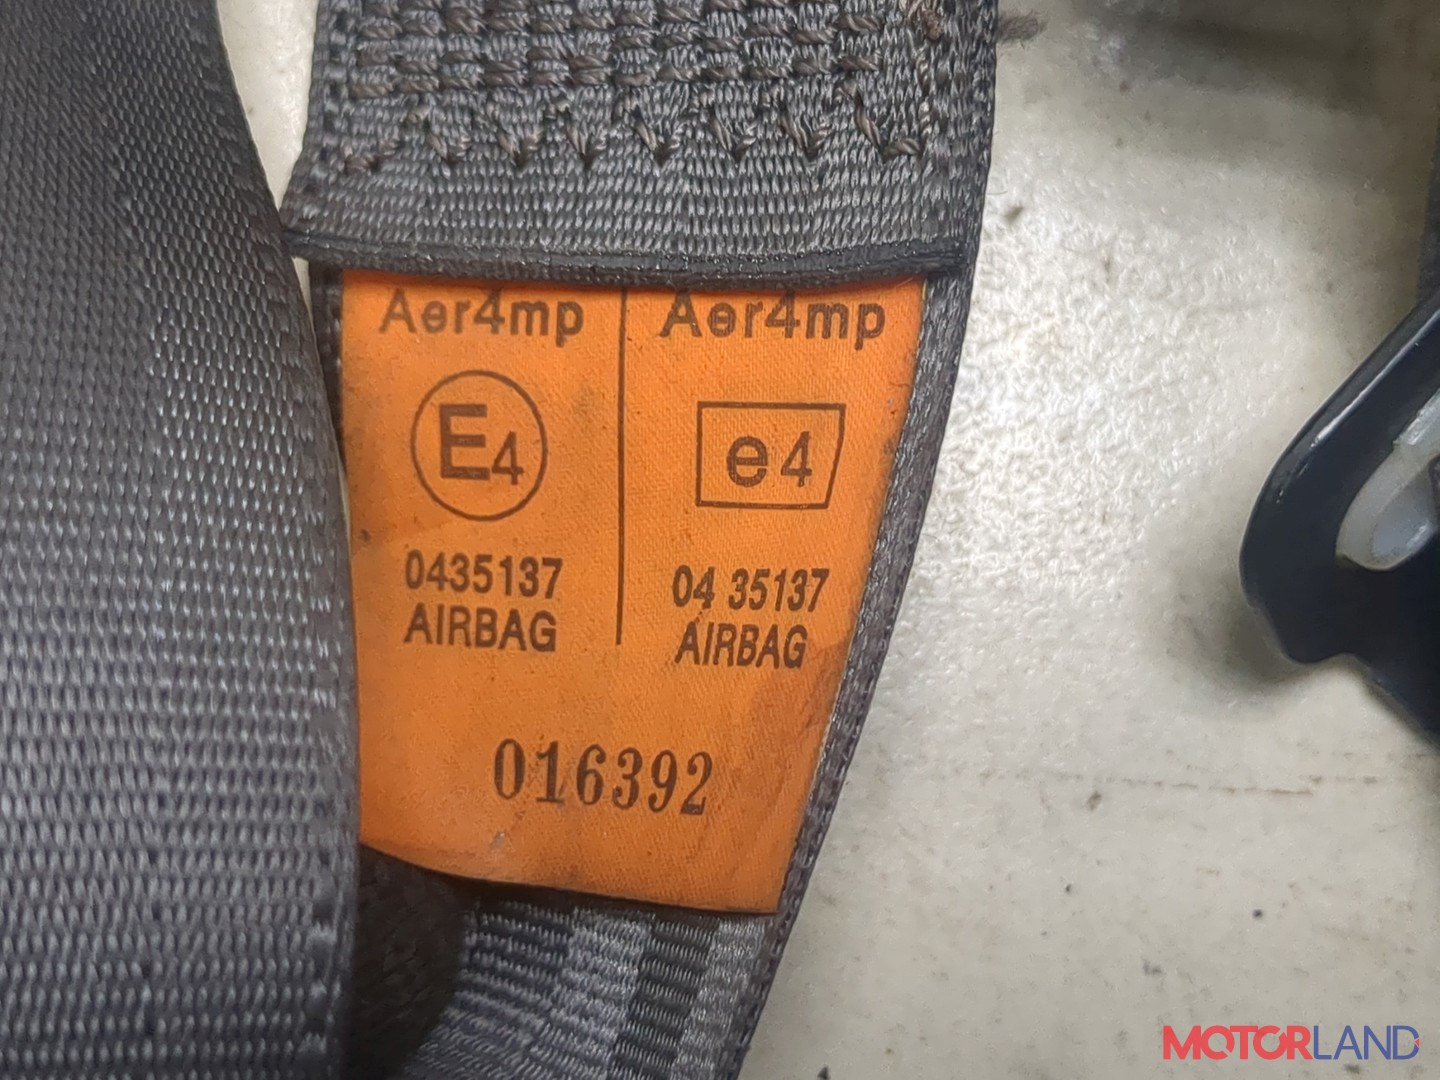 Aer4mp Aer4mp
E4 e4
0435137 04 35137
AIRBAG AIRBAG
016392
MOTORLAND